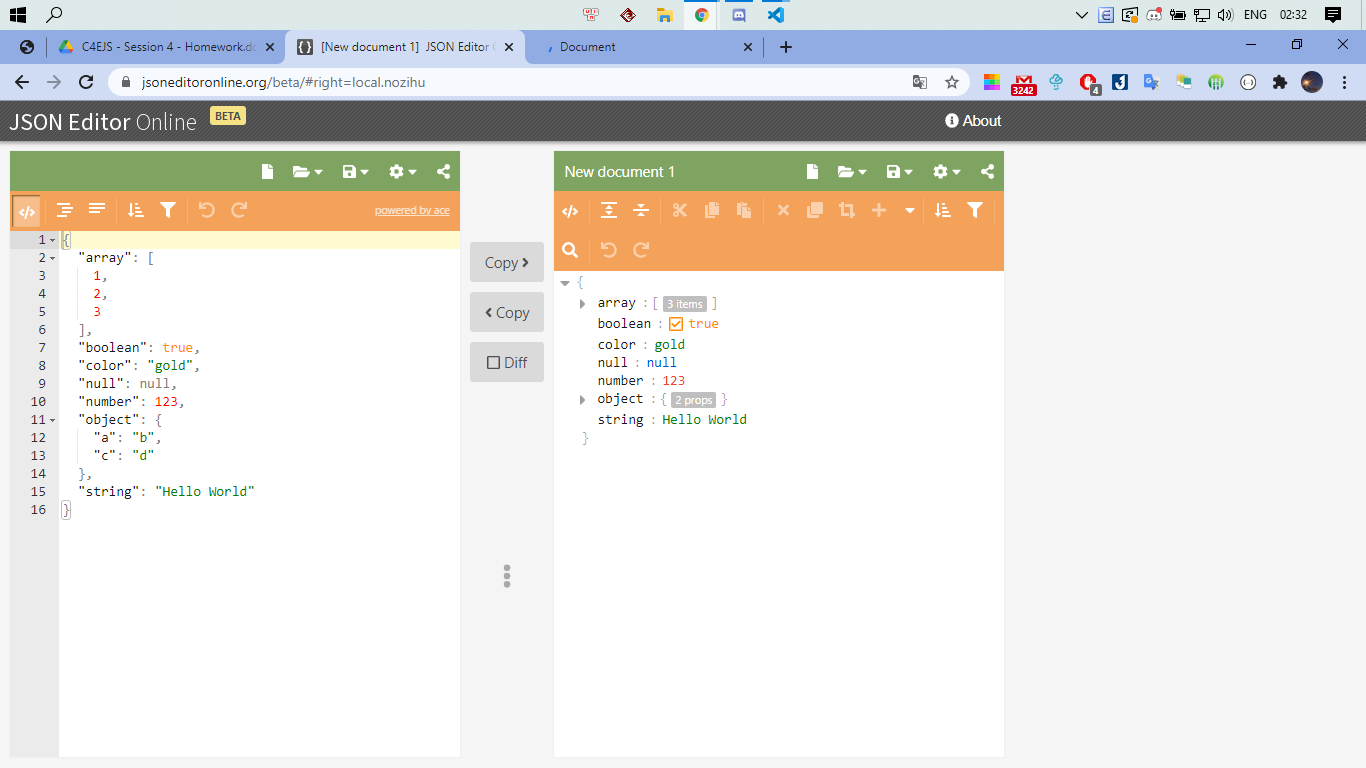 ENG 02:32
C4EJS - Session 4 - Homework.do
[New document 1] JSON Editor O
Document
jsoneditoronline.org/beta/#right=local.nozihu
3242
4
JSON Editor Online BETA
About
powered by ace
1 {
2 "array": [
3 1,
4 2,
5 3
6 ],
7 "boolean": true,
8 "color": "gold",
9 "null": null,
10 "number": 123,
11 "object": {
12 "a": "b",
13 "c": "d"
14 },
15 "string": "Hello World"
16 }
Copy >
< Copy
Diff
New document 1
{
array : [ 3 items ]
boolean : true
color : gold
null : null
number : 123
object : { 2 props }
string : Hello World
}